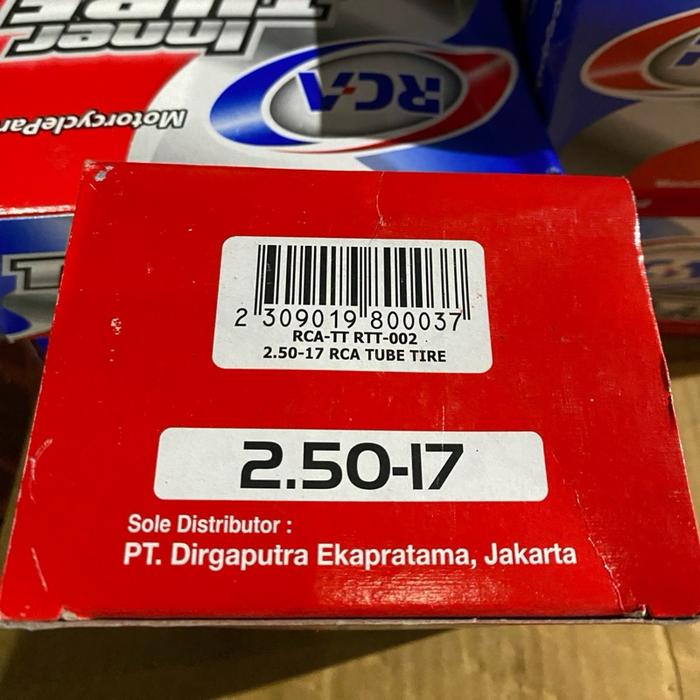 Inner
TUBE
RCA
MotorcyclePar
2 309019 800037
RCA-TT RTT-002
2.50-17 RCA TUBE TIRE
2.50-17
Sole Distributor :
PT. Dirgaputra Ekapratama, Jakarta